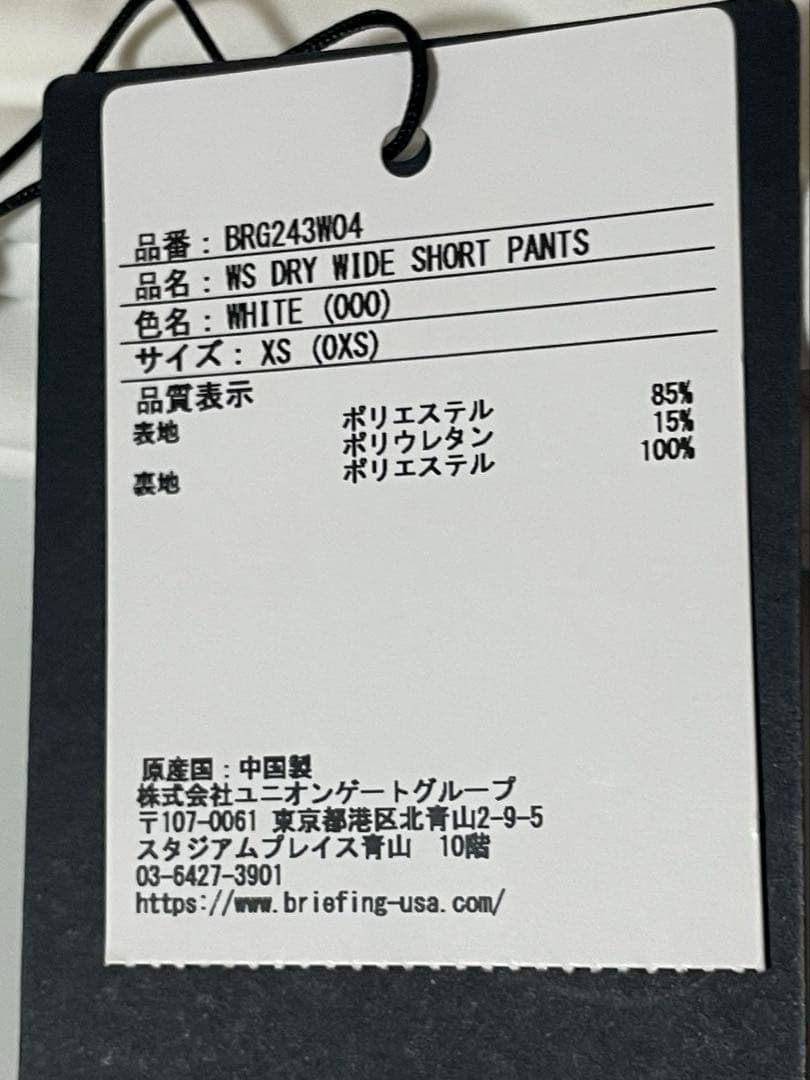 品番：BRG243W04
品名：WS DRY WIDE SHORT PANTS
色名：WHITE (000)
サイズ：XS (0XS)
品質表示
表地 ポリエステル 85%
ポリウレタン 15%
裏地 ポリエステル 100%
原産国：中国製
株式会社ユニオンゲートグループ
〒107-0061 東京都港区北青山2-9-5
スタジアムプレイス青山 10階
03-6427-3901
https://www.briefing-usa.com/